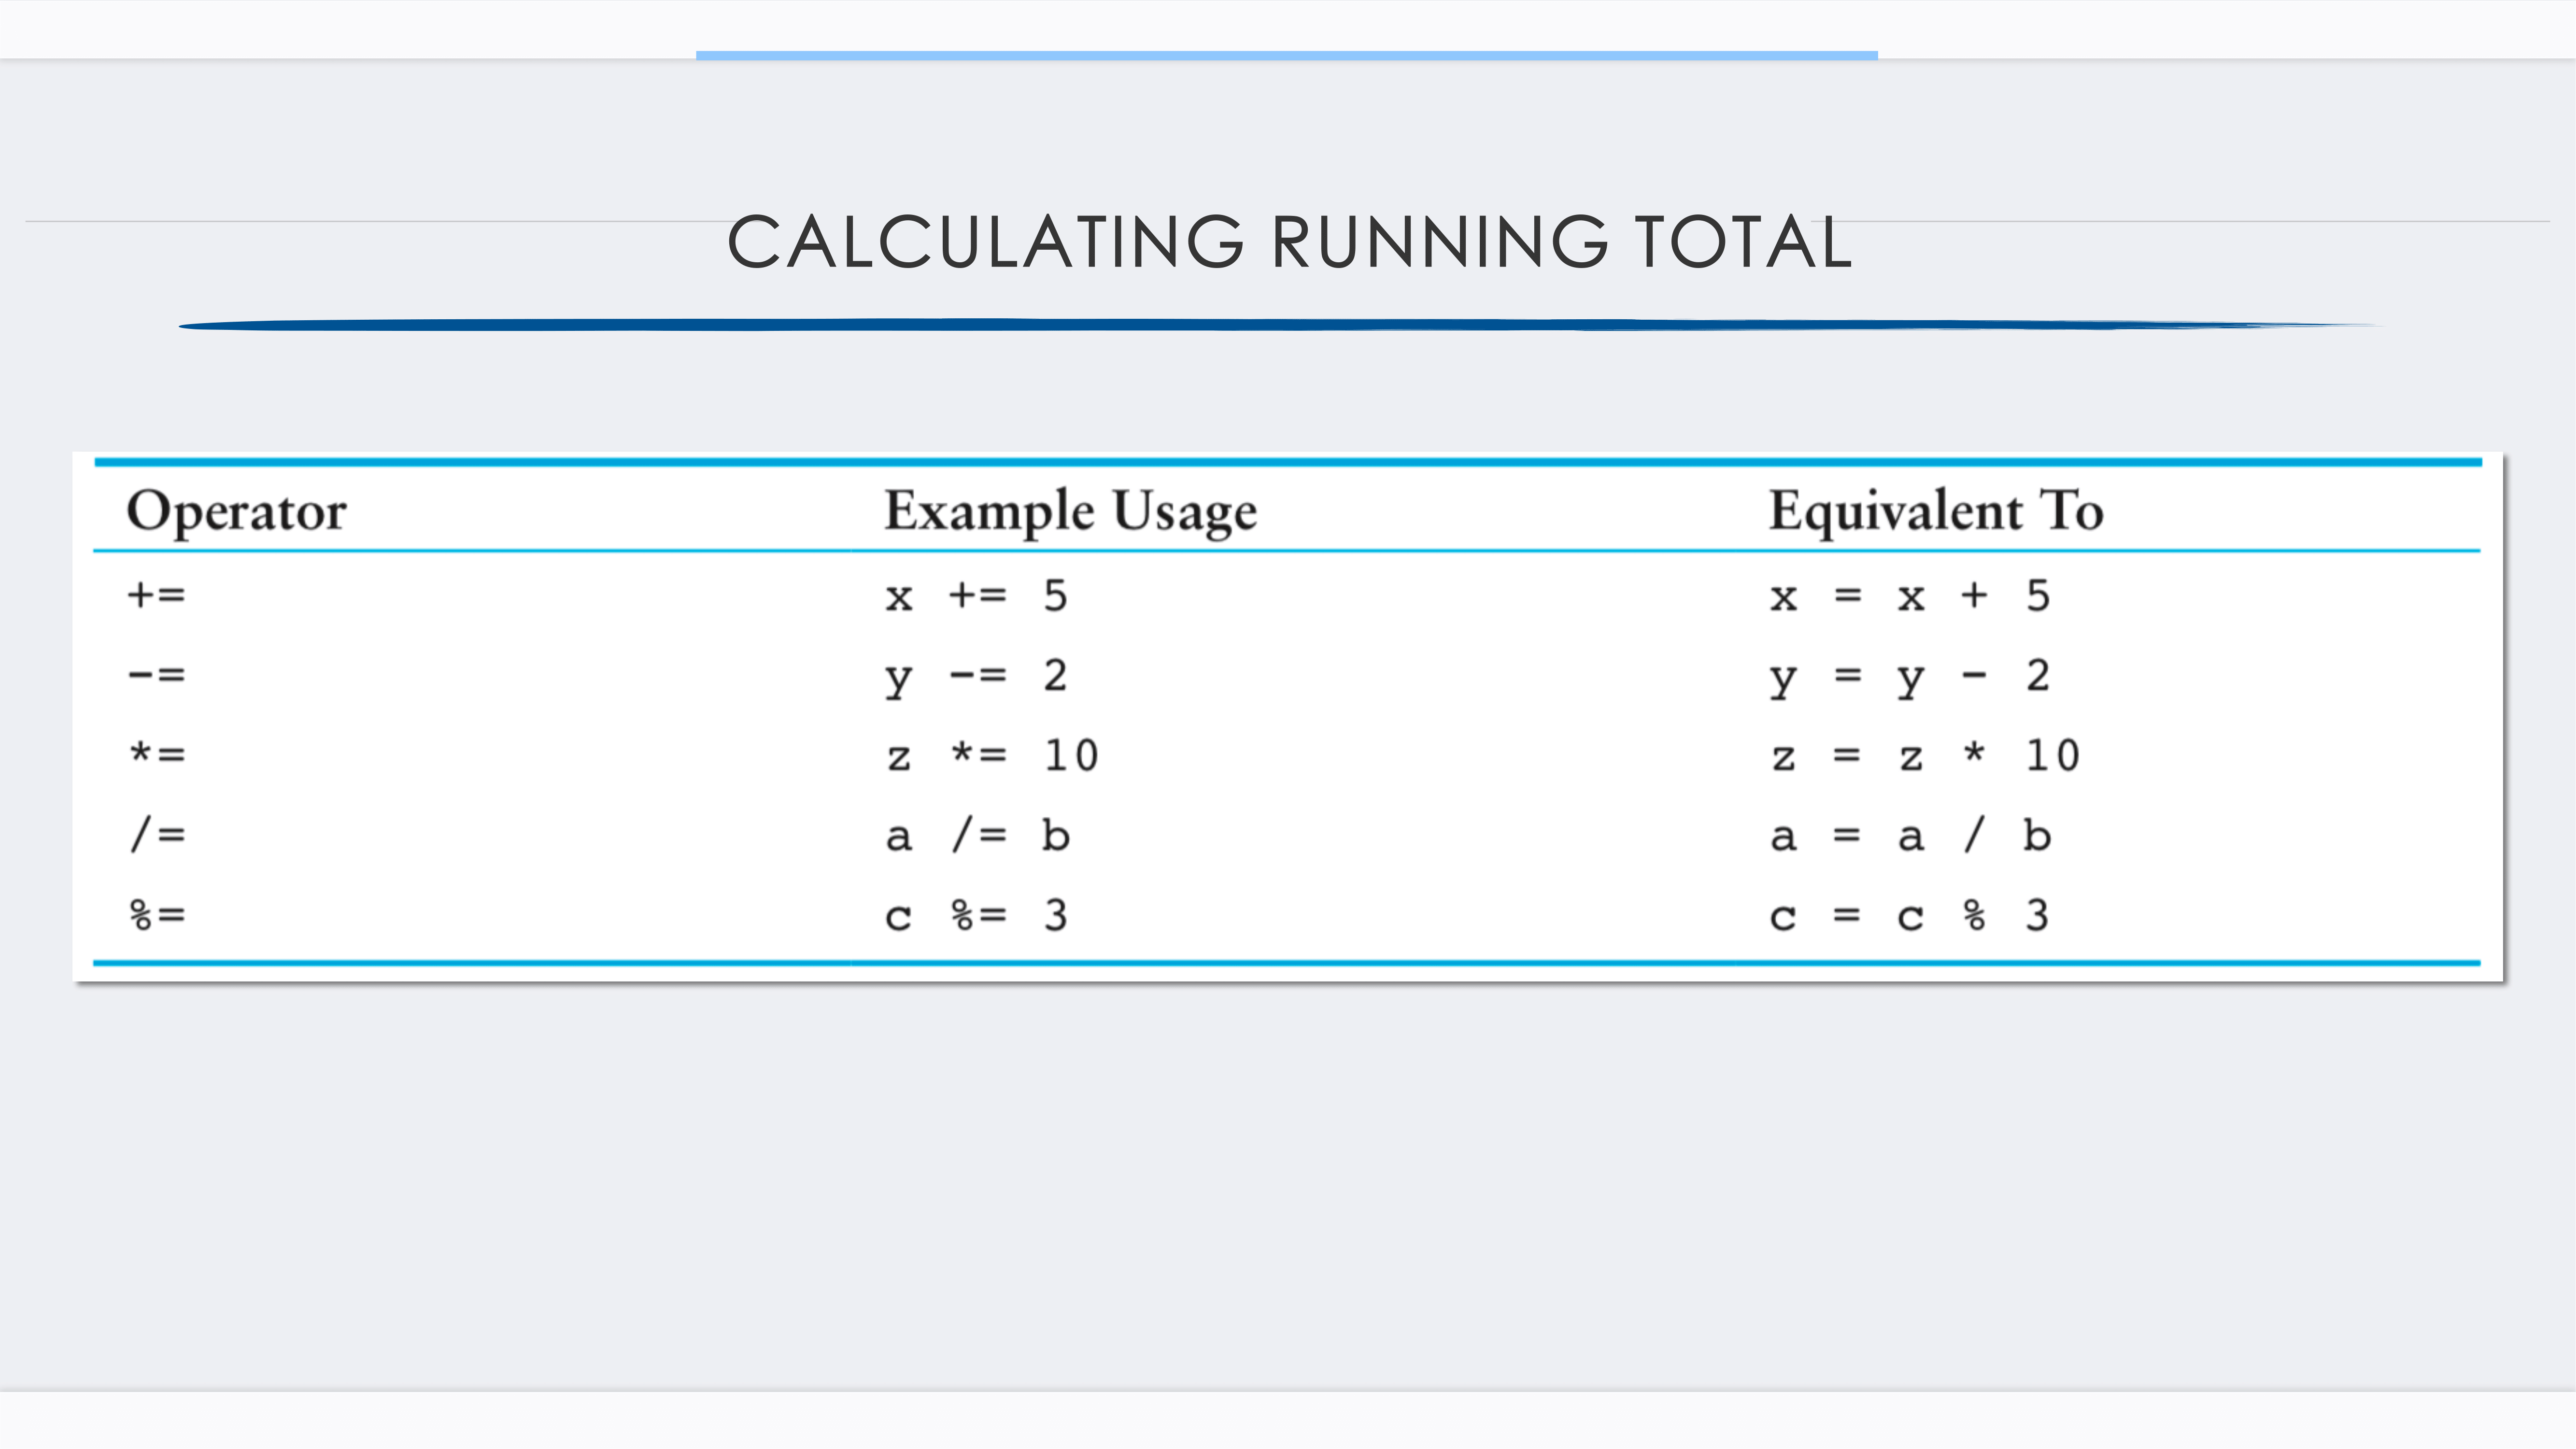 CALCULATING RUNNING TOTAL
Operator Example Usage Equivalent To
+= x += 5 x = x + 5
-= y -= 2 y = y - 2
*= z *= 10 z = z * 10
/= a /= b a = a / b
%= c %= 3 c = c % 3